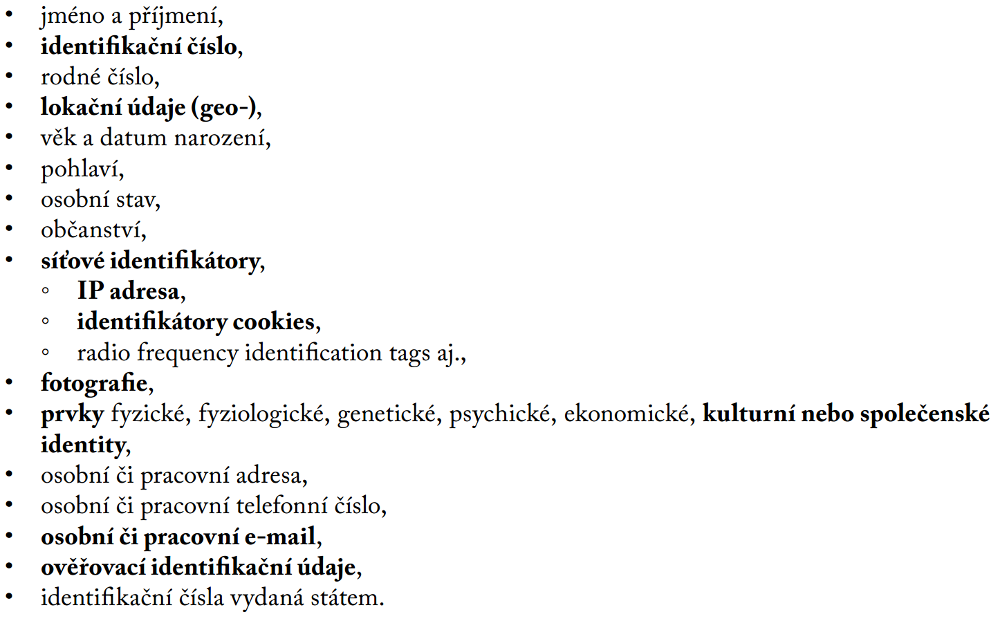 • jméno a příjmení,
• identifikační číslo,
• rodné číslo,
• lokační údaje (geo-),
• věk a datum narození,
• pohlaví,
• osobní stav,
• občanství,
• síťové identifikátory,
◦ IP adresa,
◦ identifikátory cookies,
◦ radio frequency identification tags aj.,
• fotografie,
• prvky fyzické, fyziologické, genetické, psychické, ekonomické, kulturní nebo společenské
identity,
• osobní či pracovní adresa,
• osobní či pracovní telefonní číslo,
• osobní či pracovní e-mail,
• ověřovací identifikační údaje,
• identifikační čísla vydaná státem.